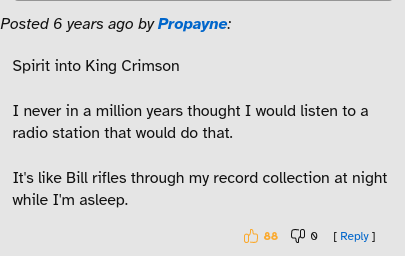 Posted 6 years ago by Propayne:
Spirit into King Crimson
I never in a million years thought I would listen to a
radio station that would do that.
It's like Bill rifles through my record collection at night
while I'm asleep.
88 0 [ Reply ]